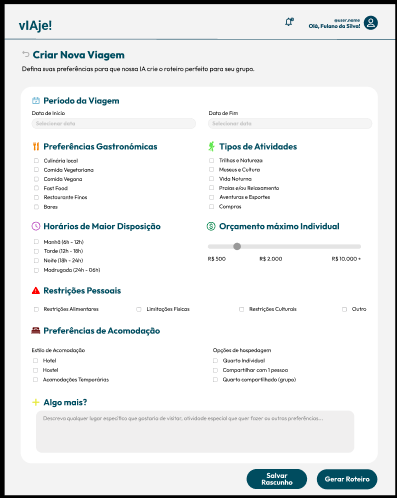 vIAje!
@user.name
Olá, Fulano da Silva!
Criar Nova Viagem
Defina suas preferências para que nossa IA crie o roteiro perfeito para seu grupo.
Período da Viagem
Data de Início
Data de Fim
Selecionar data
Selecionar data
Preferências Gastronômicas
Culinária local
Comida Vegetariana
Comida Vegana
Fast Food
Restaurante Finos
Bares
Tipos de Atividades
Trilhas e Natureza
Museus e Cultura
Vida Noturna
Praias e/ou Relaxamento
Aventuras e Esportes
Compras
Horários de Maior Disposição
Manhã (6h - 12h)
Tarde (12h - 18h)
Noite (18h - 24h)
Madrugada (24h - 06h)
Orçamento máximo Individual
R$ 500
R$ 2.000
R$ 10.000 +
Restrições Pessoais
Restrições Alimentares
Limitações Físicas
Restrições Culturais
Outro
Preferências de Acomodação
Estilo de Acomodação
Hotel
Hostel
Acomodações Temporárias
Opções de hospedagem
Quarto Individual
Compartilhar com 1 pessoa
Quarto compartilhado (grupo)
Algo mais?
Descreva qualquer lugar específico que gostaria de visitar, atividade especial que quer fazer ou outras preferências...
Salvar
Rascunho
Gerar Roteiro